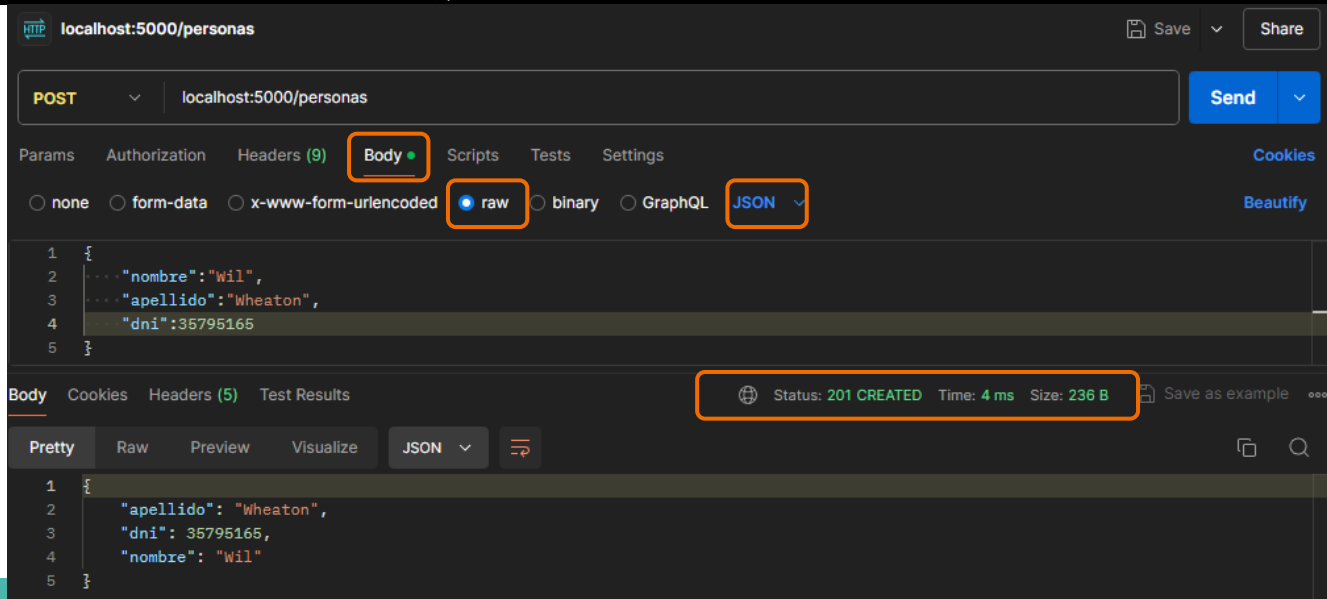 HTTP localhost:5000/personas Save Share
POST localhost:5000/personas Send
Params Authorization Headers (9) Body Scripts Tests Settings Cookies
none form-data x-www-form-urlencoded raw binary GraphQL JSON Beautify
1 {
2 "nombre":"Wil",
3 "apellido":"Wheaton",
4 "dni":35795165
5 }
Body Cookies Headers (5) Test Results Status: 201 CREATED Time: 4 ms Size: 236 B Save as example
Pretty Raw Preview Visualize JSON
1 {
2 "apellido": "Wheaton",
3 "dni": 35795165,
4 "nombre": "Wil"
5 }